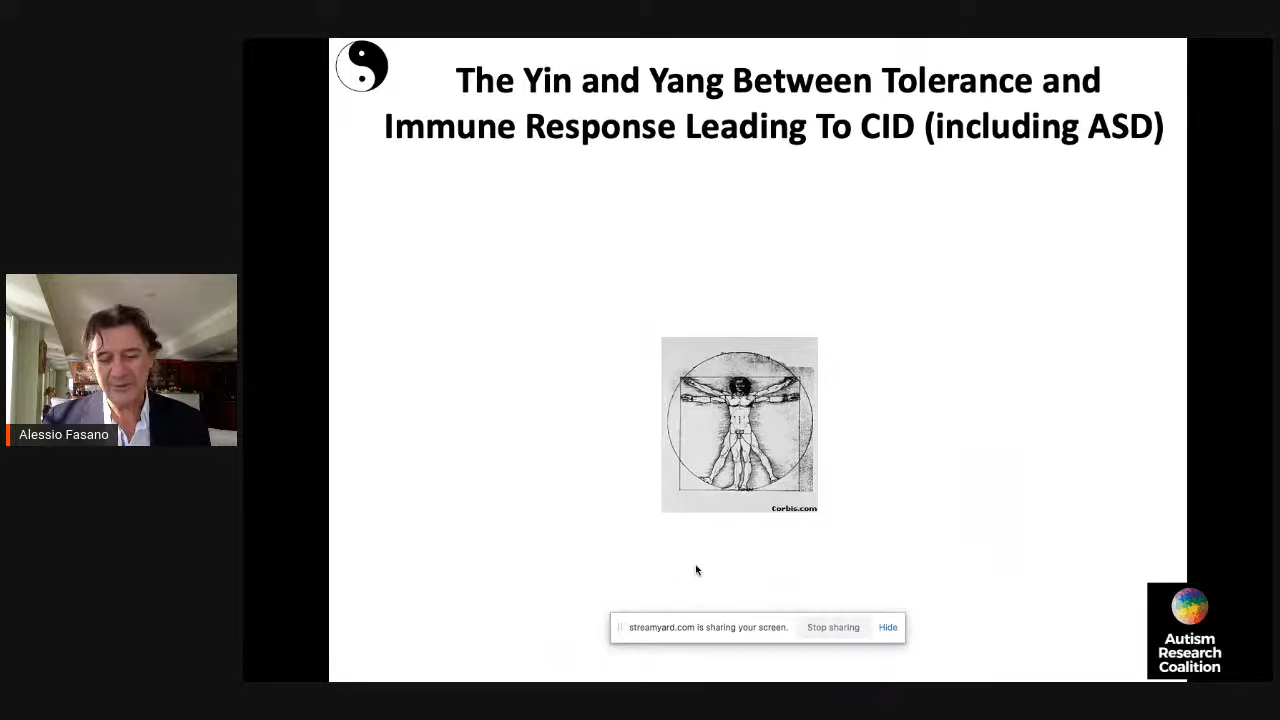 The Yin and Yang Between Tolerance and
Immune Response Leading To CID (including ASD)
Alessio Fasano
Corbis.com
streamyard.com is sharing your screen.
Stop sharing
Hide
Autism
Research
Coalition